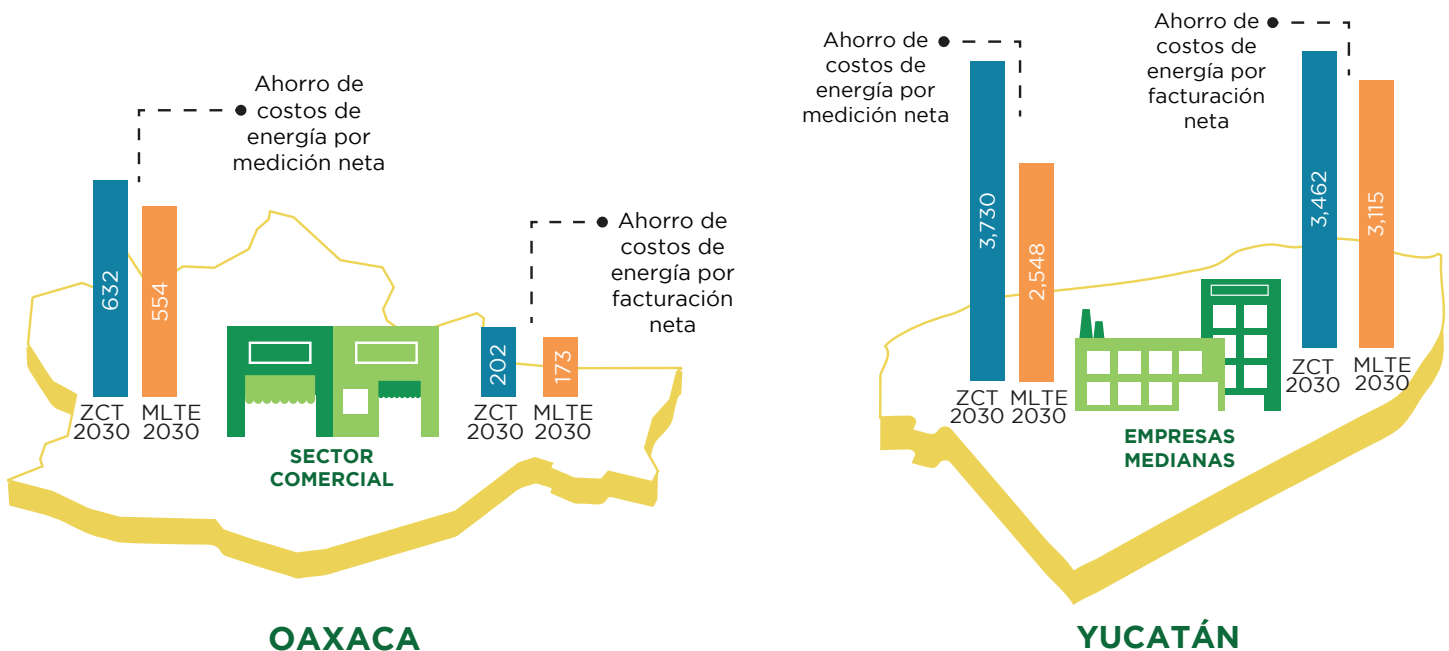 Ahorro de
costos de
energía por
medición neta
632
554
ZCT
2030
MLTE
2030
Ahorro de
costos de
energía por
facturación
neta
202
173
ZCT
2030
MLTE
2030
SECTOR
COMERCIAL
OAXACA
Ahorro de
costos de
energía por
medición neta
3,730
2,548
ZCT
2030
MLTE
2030
Ahorro de
costos de
energía por
facturación
neta
3,462
3,115
ZCT
2030
MLTE
2030
EMPRESAS
MEDIANAS
YUCATÁN